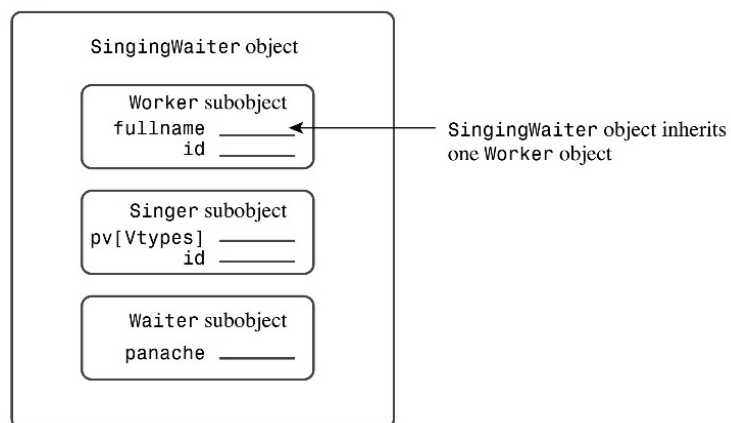 SingingWaiter object
Worker subobject
fullname
id
SingingWaiter object inherits
one Worker object
Singer subobject
pv[Vtypes]
id
Waiter subobject
panache